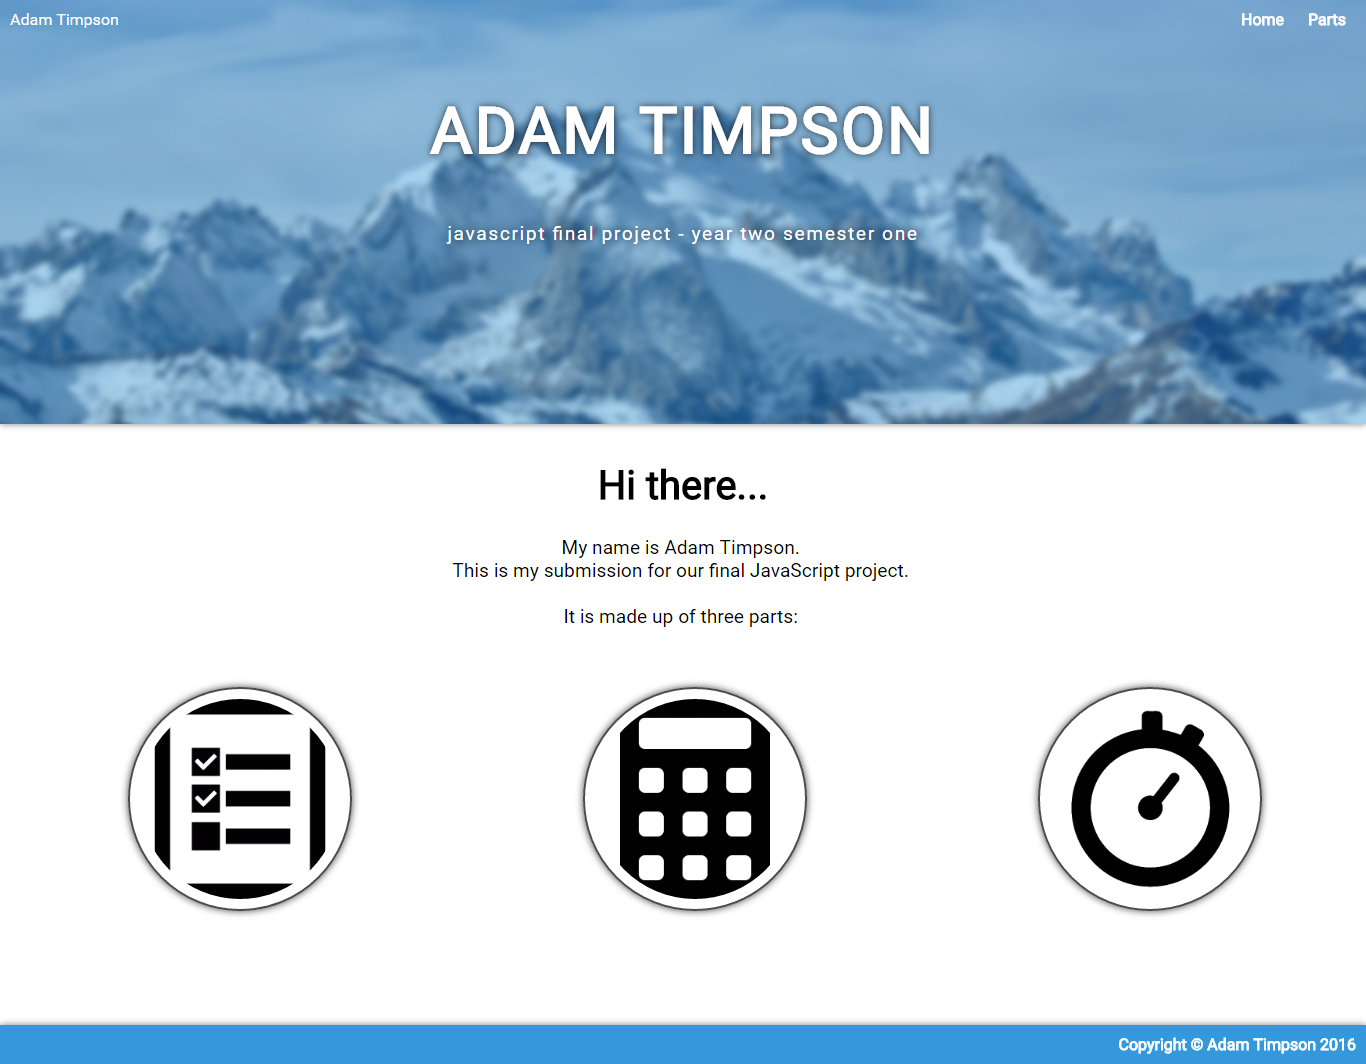 Adam Timpson
Home Parts
ADAM TIMPSON
javascript final project - year two semester one
Hi there...
My name is Adam Timpson.
This is my submission for our final JavaScript project.
It is made up of three parts:
Copyright © Adam Timpson 2016